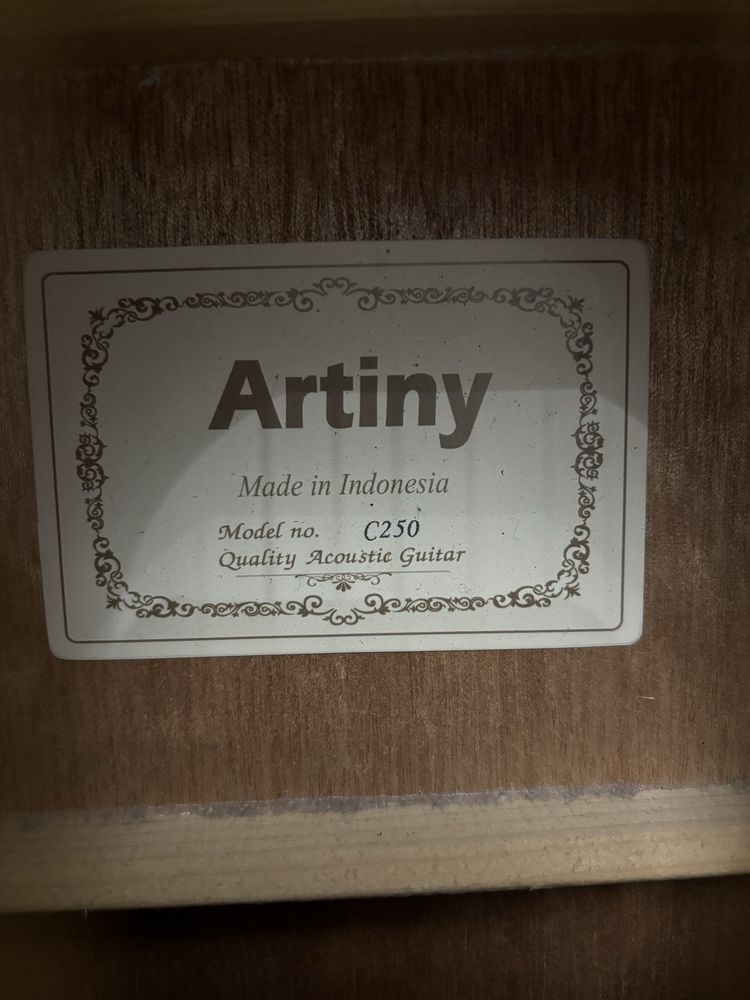 Artiny
Made in Indonesia
Model no. C250
Quality Acoustic Guitar